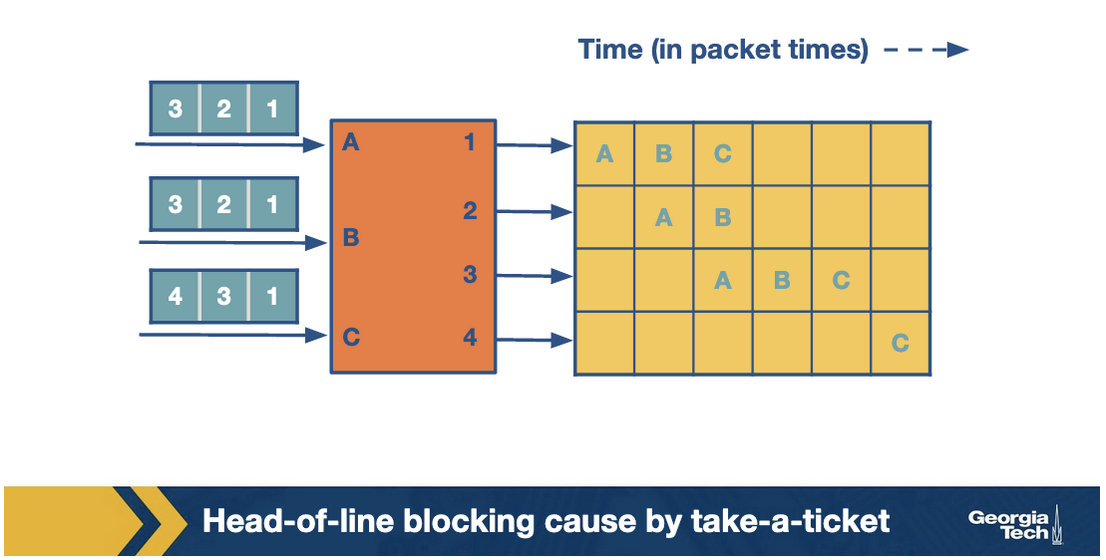 Time (in packet times)
3 2 1
A 1 A B C
3 2 1
2 A B
B
4 3 1
3 A B C
C 4 C
Head-of-line blocking cause by take-a-ticket
Georgia
Tech